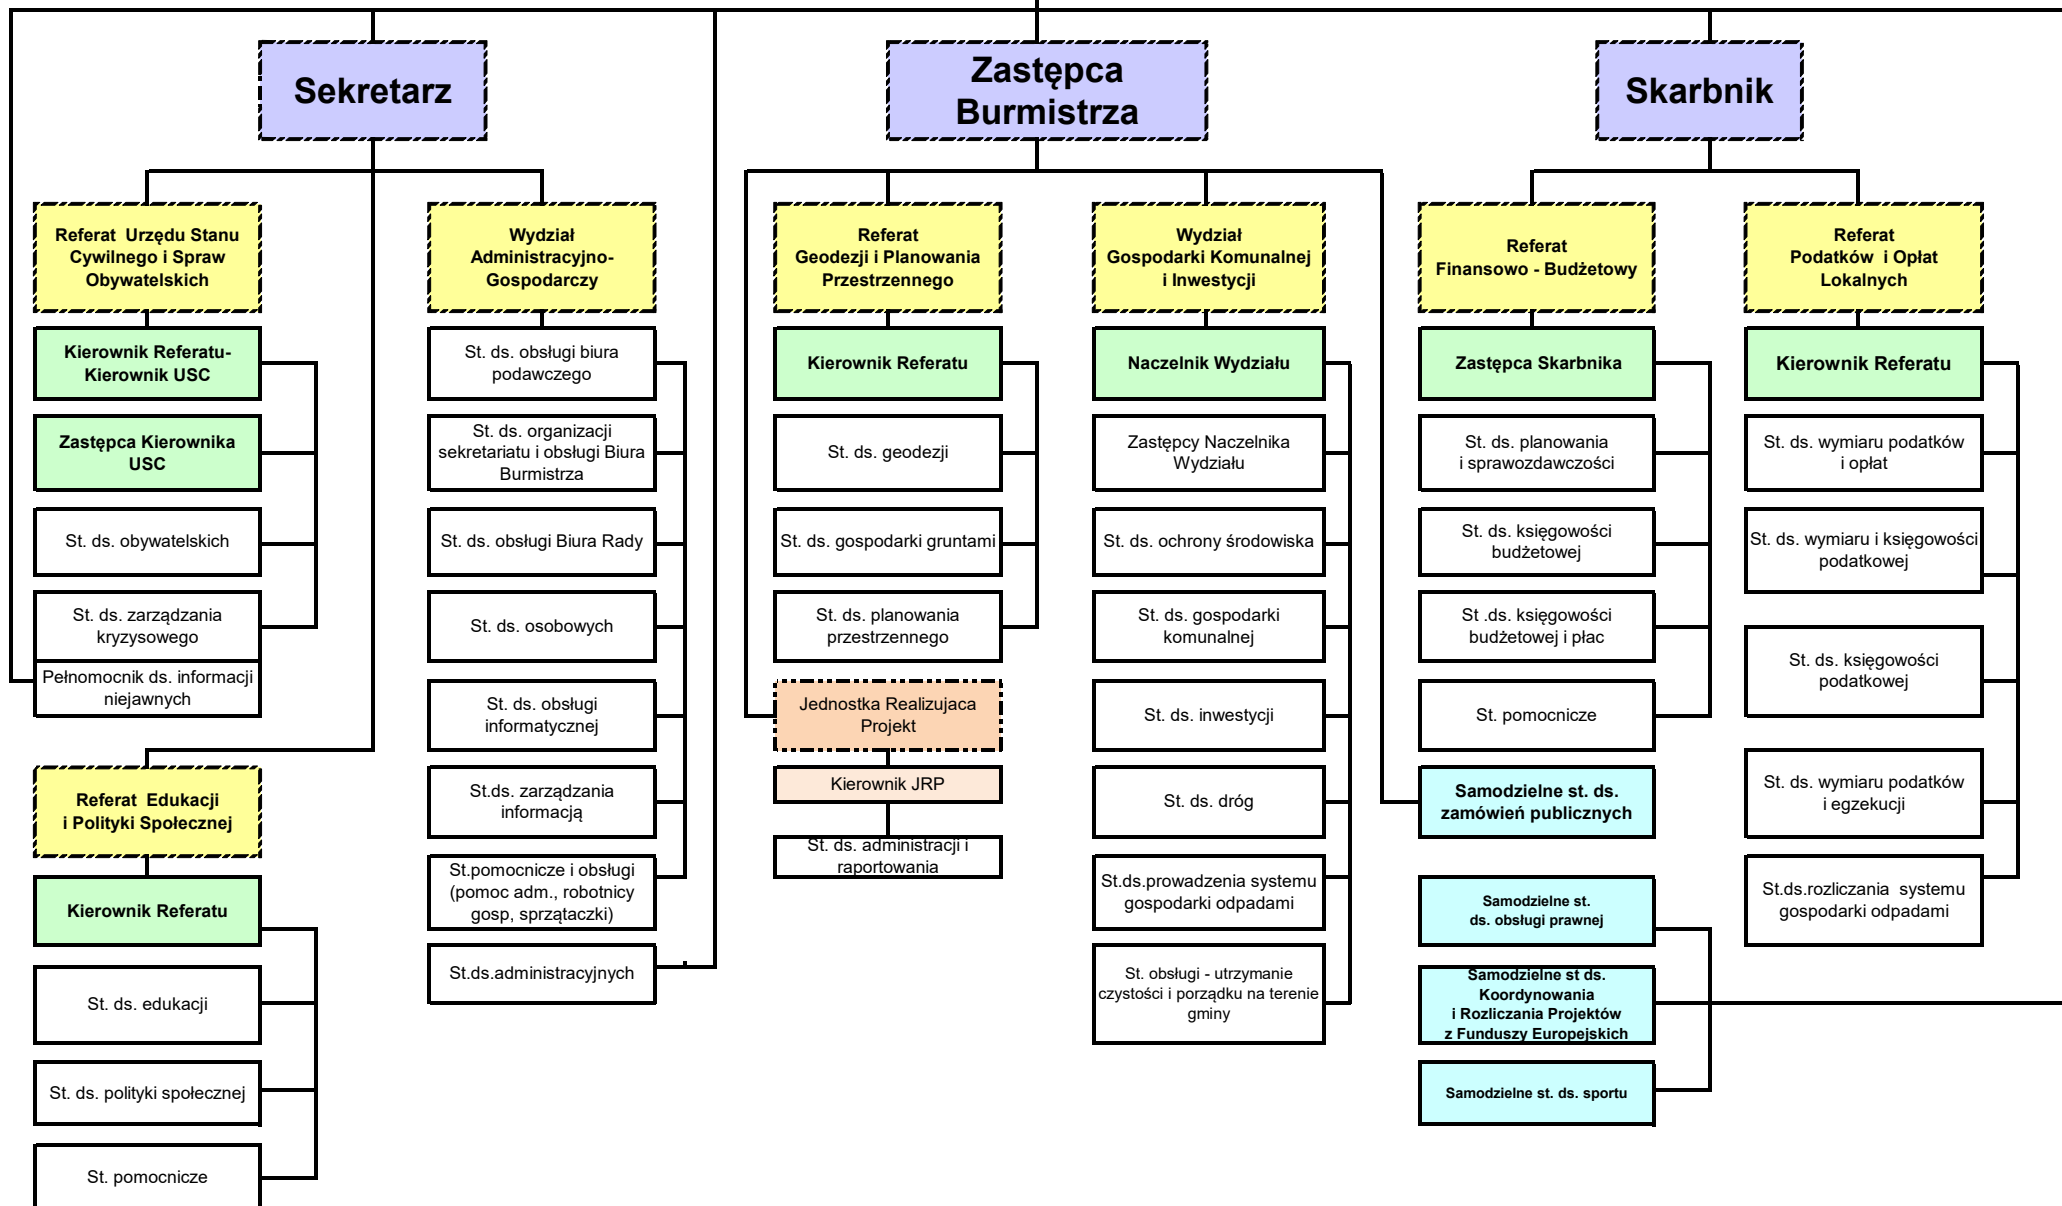 Sekretarz
Zastępca
Burmistrza
Skarbnik
Referat  Urzędu Stanu
Cywilnego i Spraw
Obywatelskich
Kierownik Referatu-
Kierownik USC
Zastępca Kierownika
USC
St. ds. obywatelskich
St. ds. zarządzania
kryzysowego
Pełnomocnik ds. informacji
niejawnych
Referat  Edukacji
i Polityki Społecznej
Kierownik Referatu
St. ds. edukacji
St. ds. polityki społecznej
St. pomocnicze
Wydział
Administracyjno-
Gospodarczy
St. ds. obsługi biura
podawczego
St. ds. organizacji
sekretariatu i obsługi Biura
Burmistrza
St. ds. obsługi Biura Rady
St. ds. osobowych
St. ds. obsługi
informatycznej
St.ds. zarządzania
informacją
St.pomocnicze i obsługi
(pomoc adm., robotnicy
gosp, sprzątaczki)
St.ds.administracyjnych
Referat
Geodezji i Planowania
Przestrzennego
Kierownik Referatu
St. ds. geodezji
St. ds. gospodarki gruntami
St. ds. planowania
przestrzennego
Jednostka Realizujaca
Projekt
Kierownik JRP
St. ds. administracji i
raportowania
Wydział
Gospodarki Komunalnej
i Inwestycji
Naczelnik Wydziału
Zastępcy Naczelnika
Wydziału
St. ds. ochrony środowiska
St. ds. gospodarki
komunalnej
St. ds. inwestycji
St. ds. dróg
St.ds.prowadzenia systemu
gospodarki odpadami
St. obsługi - utrzymanie
czystości i porządku na terenie
gminy
Referat
Finansowo - Budżetowy
Zastępca Skarbnika
St. ds. planowania
i sprawozdawczości
St. ds. księgowości
budżetowej
St .ds. księgowości
budżetowej i płac
St. pomocnicze
Samodzielne st. ds.
zamówień publicznych
Samodzielne st.
ds. obsługi prawnej
Samodzielne st ds.
Koordynowania
i Rozliczania Projektów
z Funduszy Europejskich
Samodzielne st. ds. sportu
Referat
Podatków  i Opłat
Lokalnych
Kierownik Referatu
St. ds. wymiaru podatków
i opłat
St. ds. wymiaru i księgowości
podatkowej
St. ds. księgowości
podatkowej
St. ds. wymiaru podatków
i egzekucji
St.ds.rozliczania  systemu
gospodarki odpadami